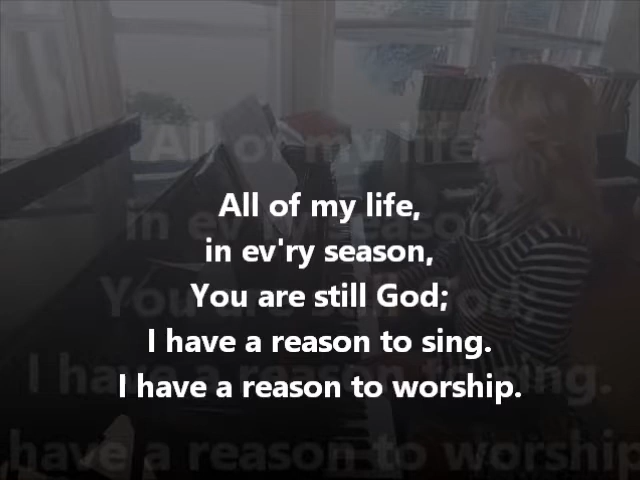 All of my life,
in ev'ry season,
You are still God;
I have a reason to sing.
I have a reason to worship.